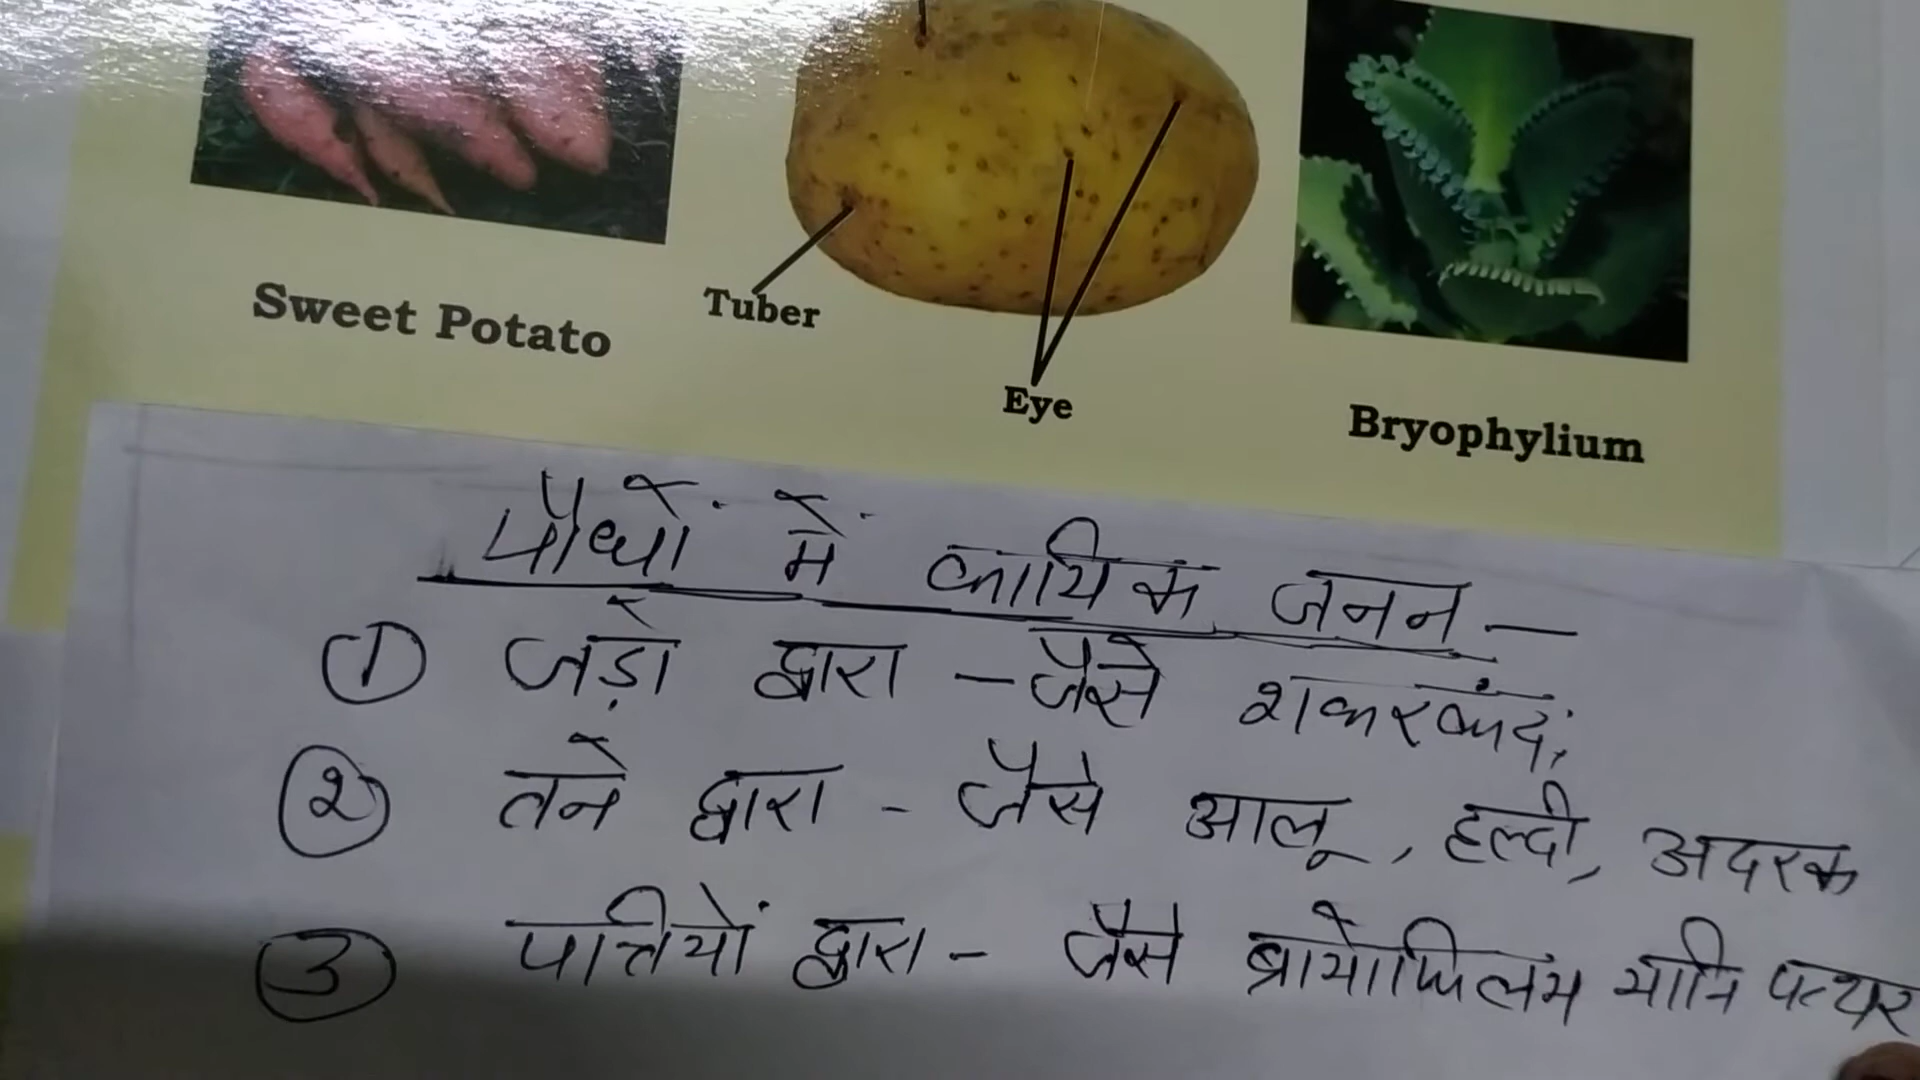 Sweet Potato
Tuber
Eye
Bryophylium
पौधों में कायिक जनन –
① जड़ो द्वारा – जैसे शकरकंद,
② तने द्वारा - जैसे आलू, हल्दी, अदरक
③ पत्तियों द्वारा - जैसे ब्रायोफिलम यानि पत्थर